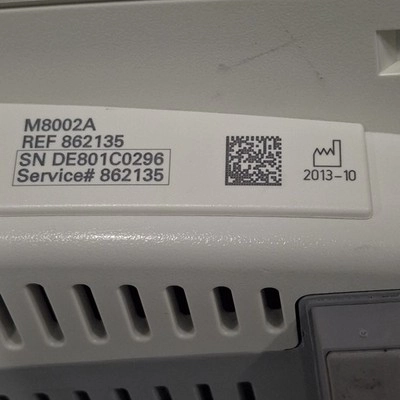 M8002A
REF 862135
SN DE801C0296
Service# 862135
2013-10